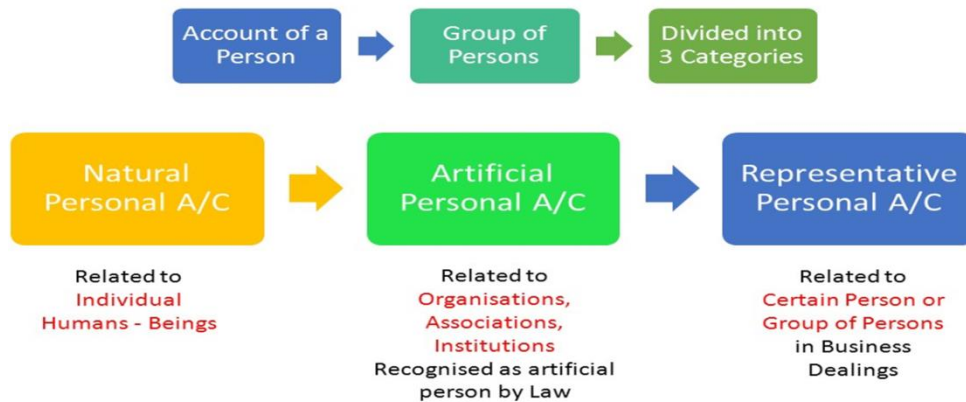 Account of a
Person
Group of
Persons
Divided into
3 Categories
Natural
Personal A/C
Artificial
Personal A/C
Representative
Personal A/C
Related to
Individual
Humans - Beings
Related to
Organisations,
Associations,
Institutions
Recognised as artificial
person by Law
Related to
Certain Person or
Group of Persons
in Business
Dealings